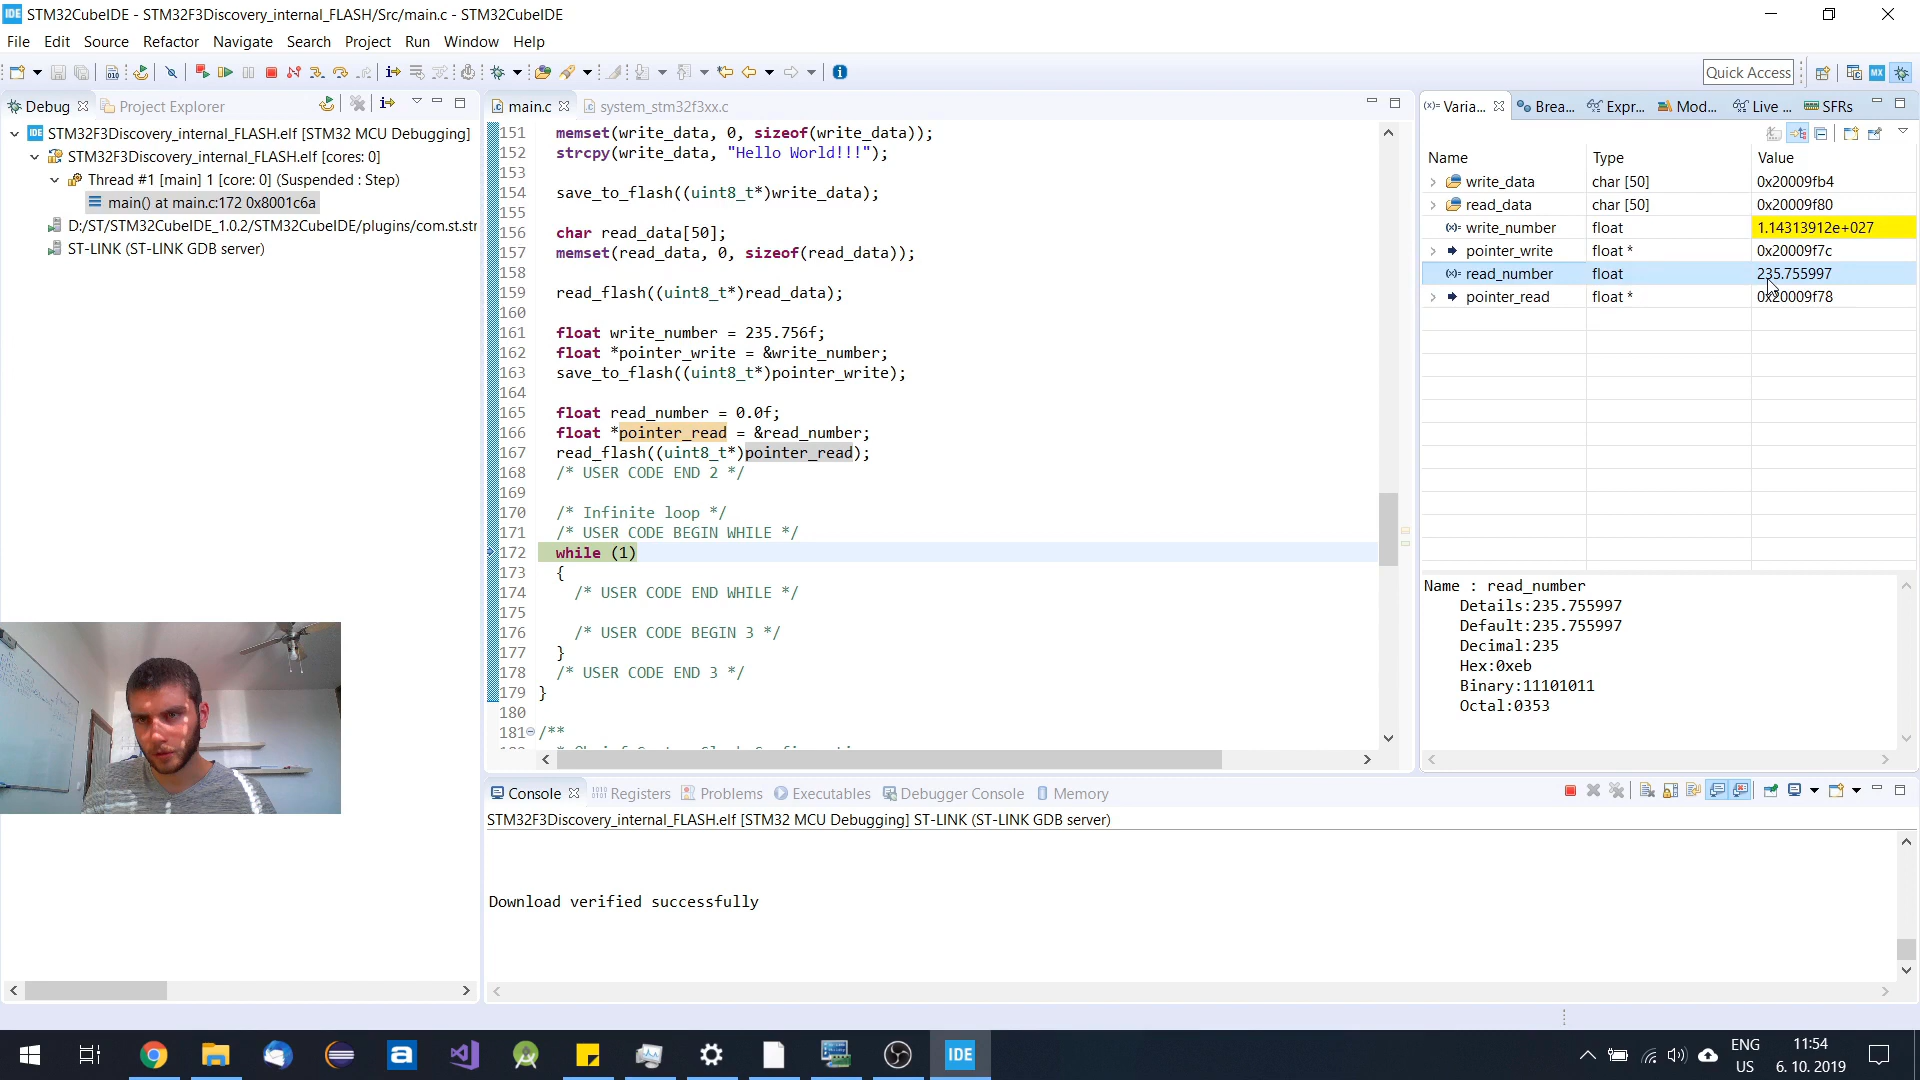 IDE STM32CubeIDE - STM32F3Discovery_internal_FLASH/Src/main.c - STM32CubeIDE
File Edit Source Refactor Navigate Search Project Run Window Help
Quick Access
MX
Debug Project Explorer
IDE STM32F3Discovery_internal_FLASH.elf [STM32 MCU Debugging]
STM32F3Discovery_internal_FLASH.elf [cores: 0]
Thread #1 [main] 1 [core: 0] (Suspended : Step)
main() at main.c:172 0x8001c6a
D:/ST/STM32CubeIDE_1.0.2/STM32CubeIDE/plugins/com.st.str
ST-LINK (ST-LINK GDB server)
main.c system_stm32f3xx.c
151 memset(write_data, 0, sizeof(write_data));
152 strcpy(write_data, "Hello World!!!");
153
154 save_to_flash((uint8_t*)write_data);
155
156 char read_data[50];
157 memset(read_data, 0, sizeof(read_data));
158
159 read_flash((uint8_t*)read_data);
160
161 float write_number = 235.756f;
162 float *pointer_write = &write_number;
163 save_to_flash((uint8_t*)pointer_write);
164
165 float read_number = 0.0f;
166 float *pointer_read = &read_number;
167 read_flash((uint8_t*)pointer_read);
168 /* USER CODE END 2 */
169
170 /* Infinite loop */
171 /* USER CODE BEGIN WHILE */
172 while (1)
173 {
174 /* USER CODE END WHILE */
175
176 /* USER CODE BEGIN 3 */
177 }
178 /* USER CODE END 3 */
179 }
180
181 /**
(x)= Varia... Brea... Expr... Mod... Live ... SFRs
Name Type Value
write_data char [50] 0x20009fb4
read_data char [50] 0x20009f80
(x)= write_number float 1.14313912e+027
pointer_write float * 0x20009f7c
(x)= read_number float 235.755997
pointer_read float * 0x20009f78
Name : read_number
Details:235.755997
Default:235.755997
Decimal:235
Hex:0xeb
Binary:11101011
Octal:0353
Console Registers Problems Executables Debugger Console Memory
STM32F3Discovery_internal_FLASH.elf [STM32 MCU Debugging] ST-LINK (ST-LINK GDB server)
Download verified successfully
IDE
ENG
US
11:54
6. 10. 2019